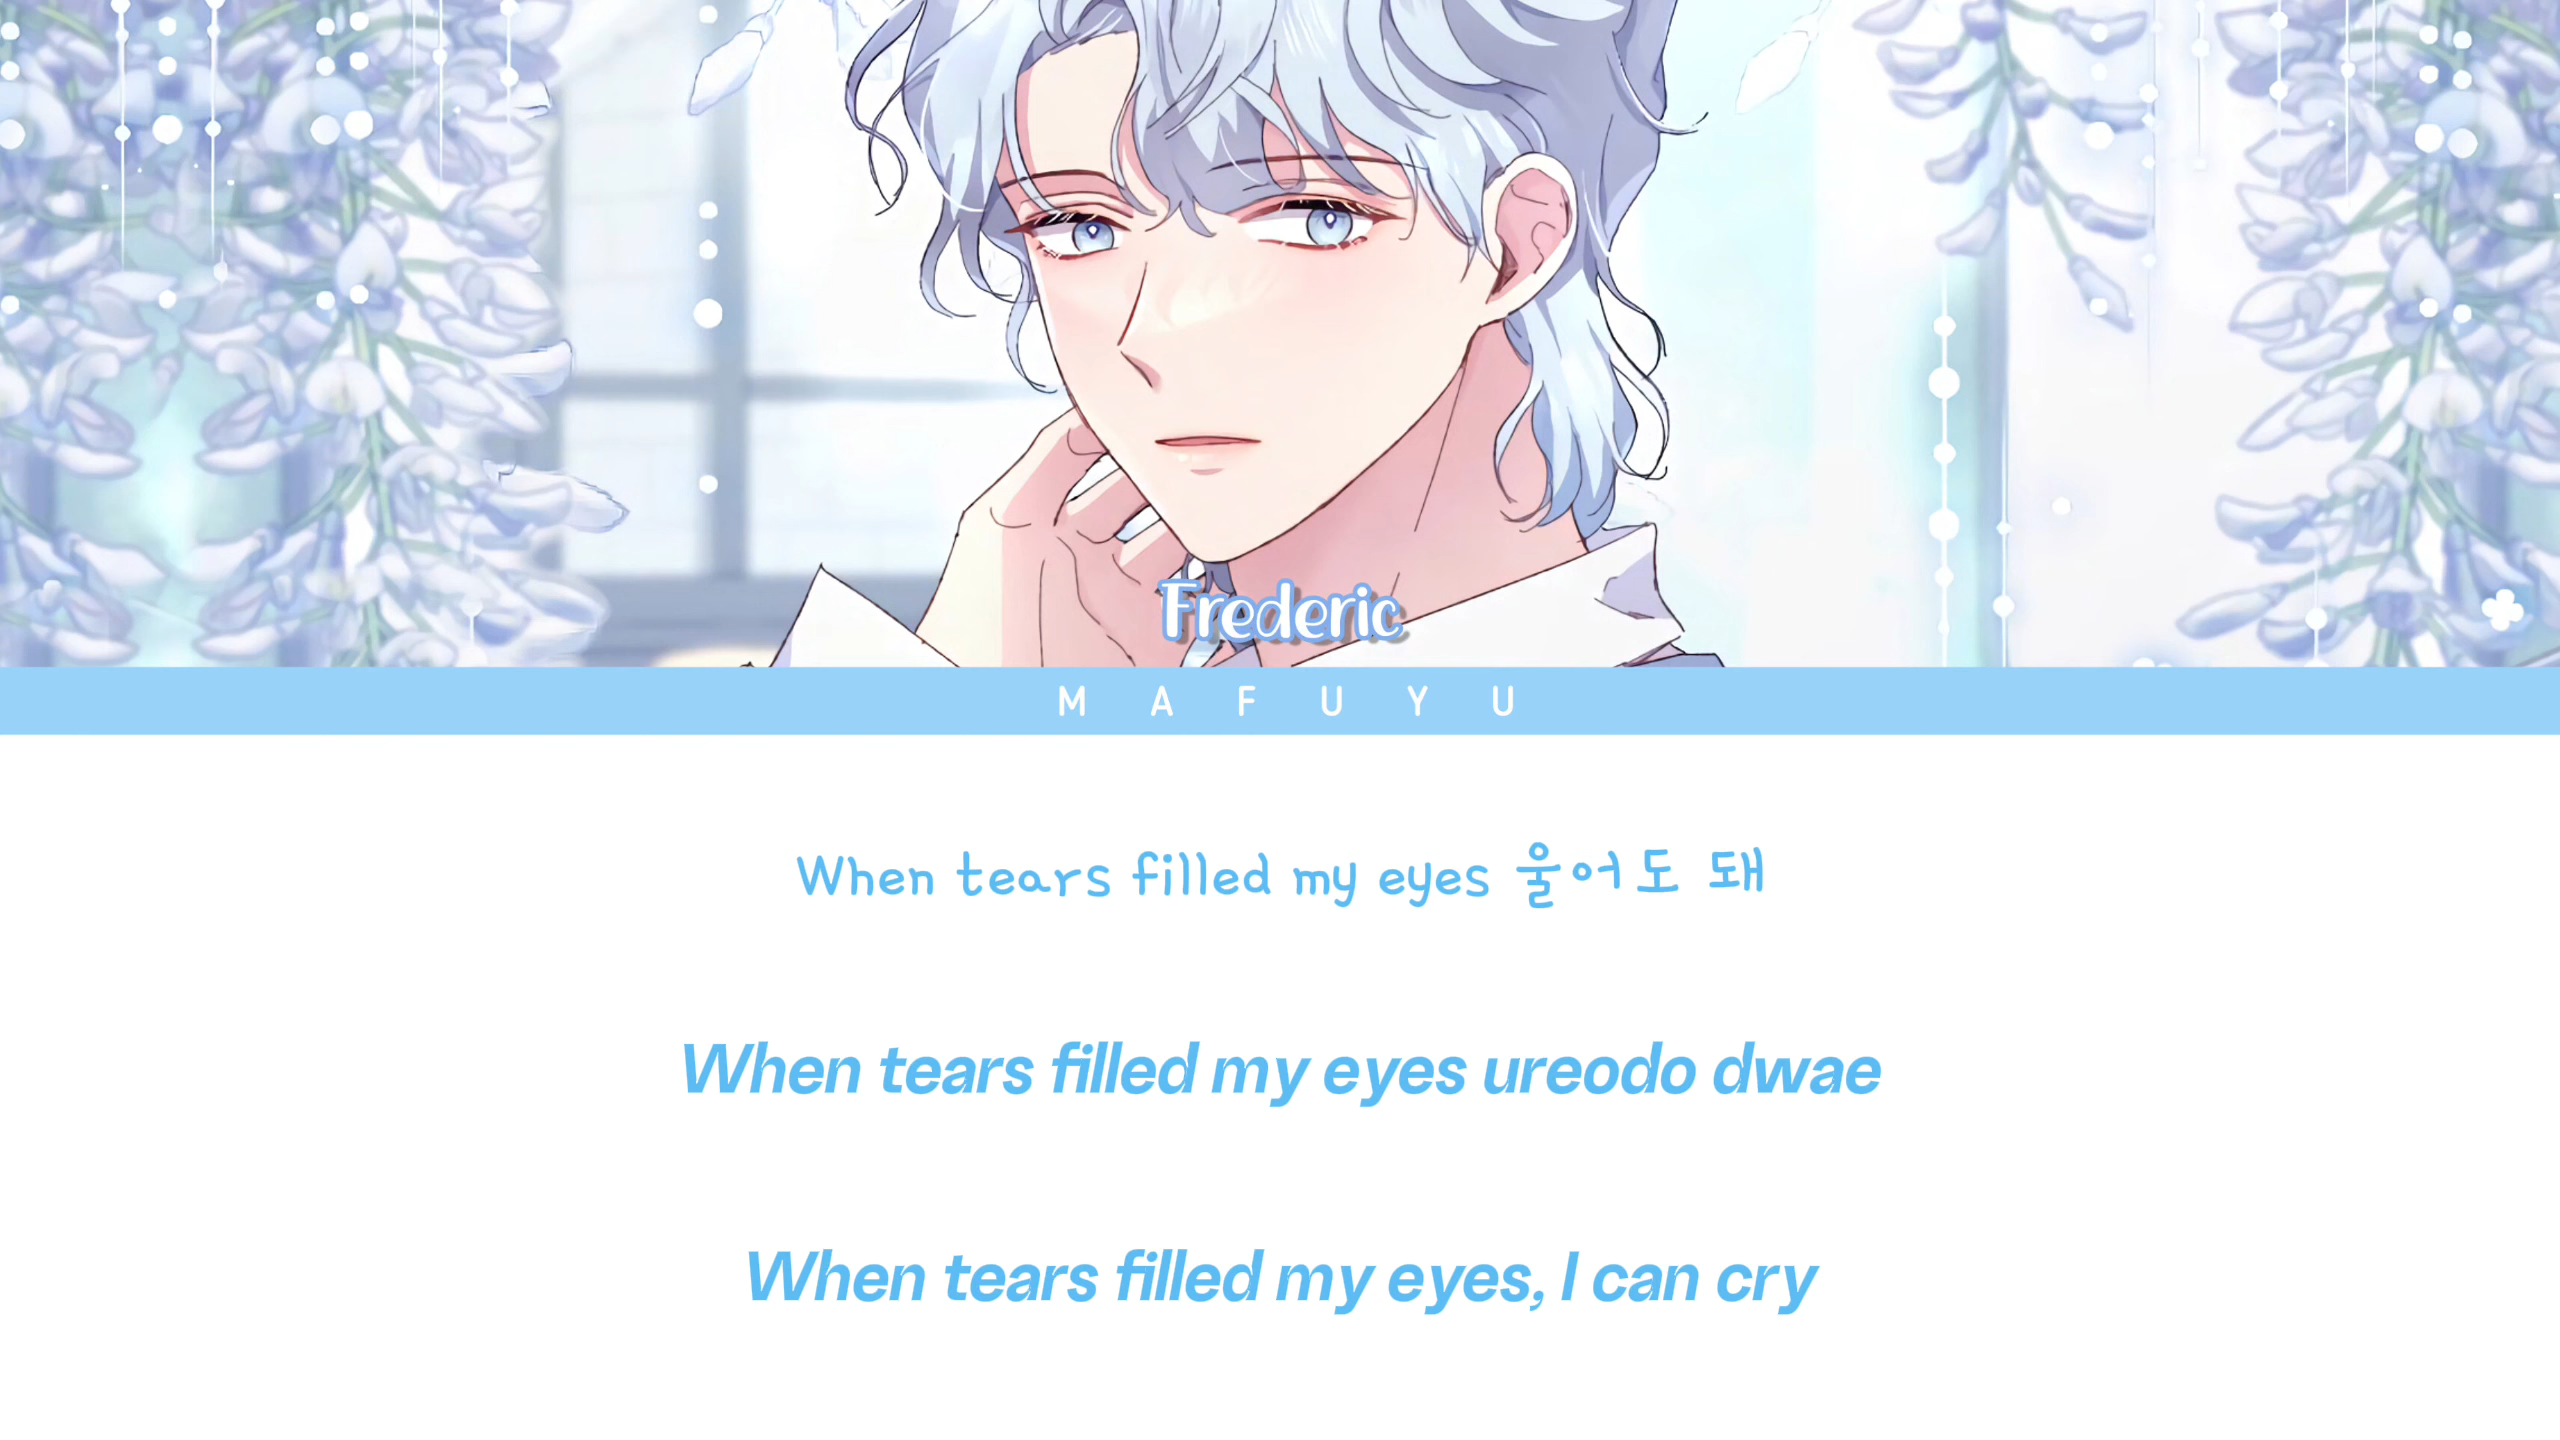 Frederic
MAFUYU
When tears filled my eyes 울어도 돼
When tears filled my eyes ureodo dwae
When tears filled my eyes, I can cry